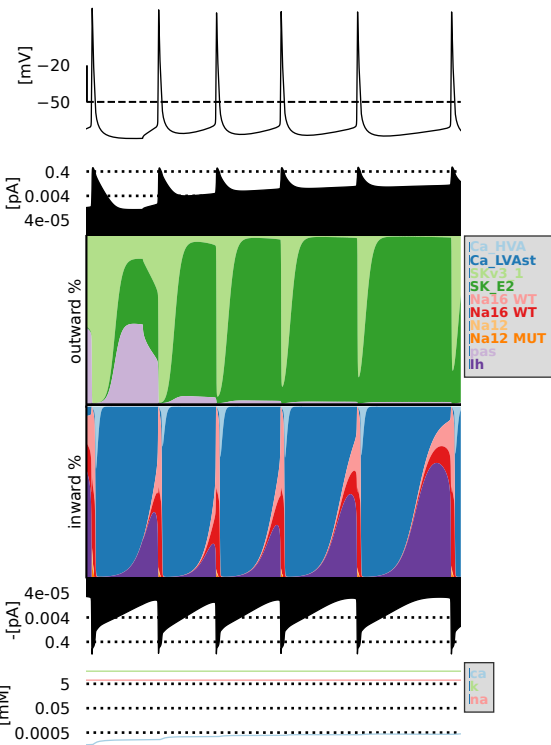 [mV]
−20
−50
[pA]
0.4
0.004
4e-05
outward %
Ca_HVA
Ca_LVAst
SKv3_1
SK_E2
Na16 WT
Na16 WT
Na12
Na12 MUT
pas
Ih
inward %
-[pA]
4e-05
0.004
0.4
[mM]
5
0.05
0.0005
ca
k
na